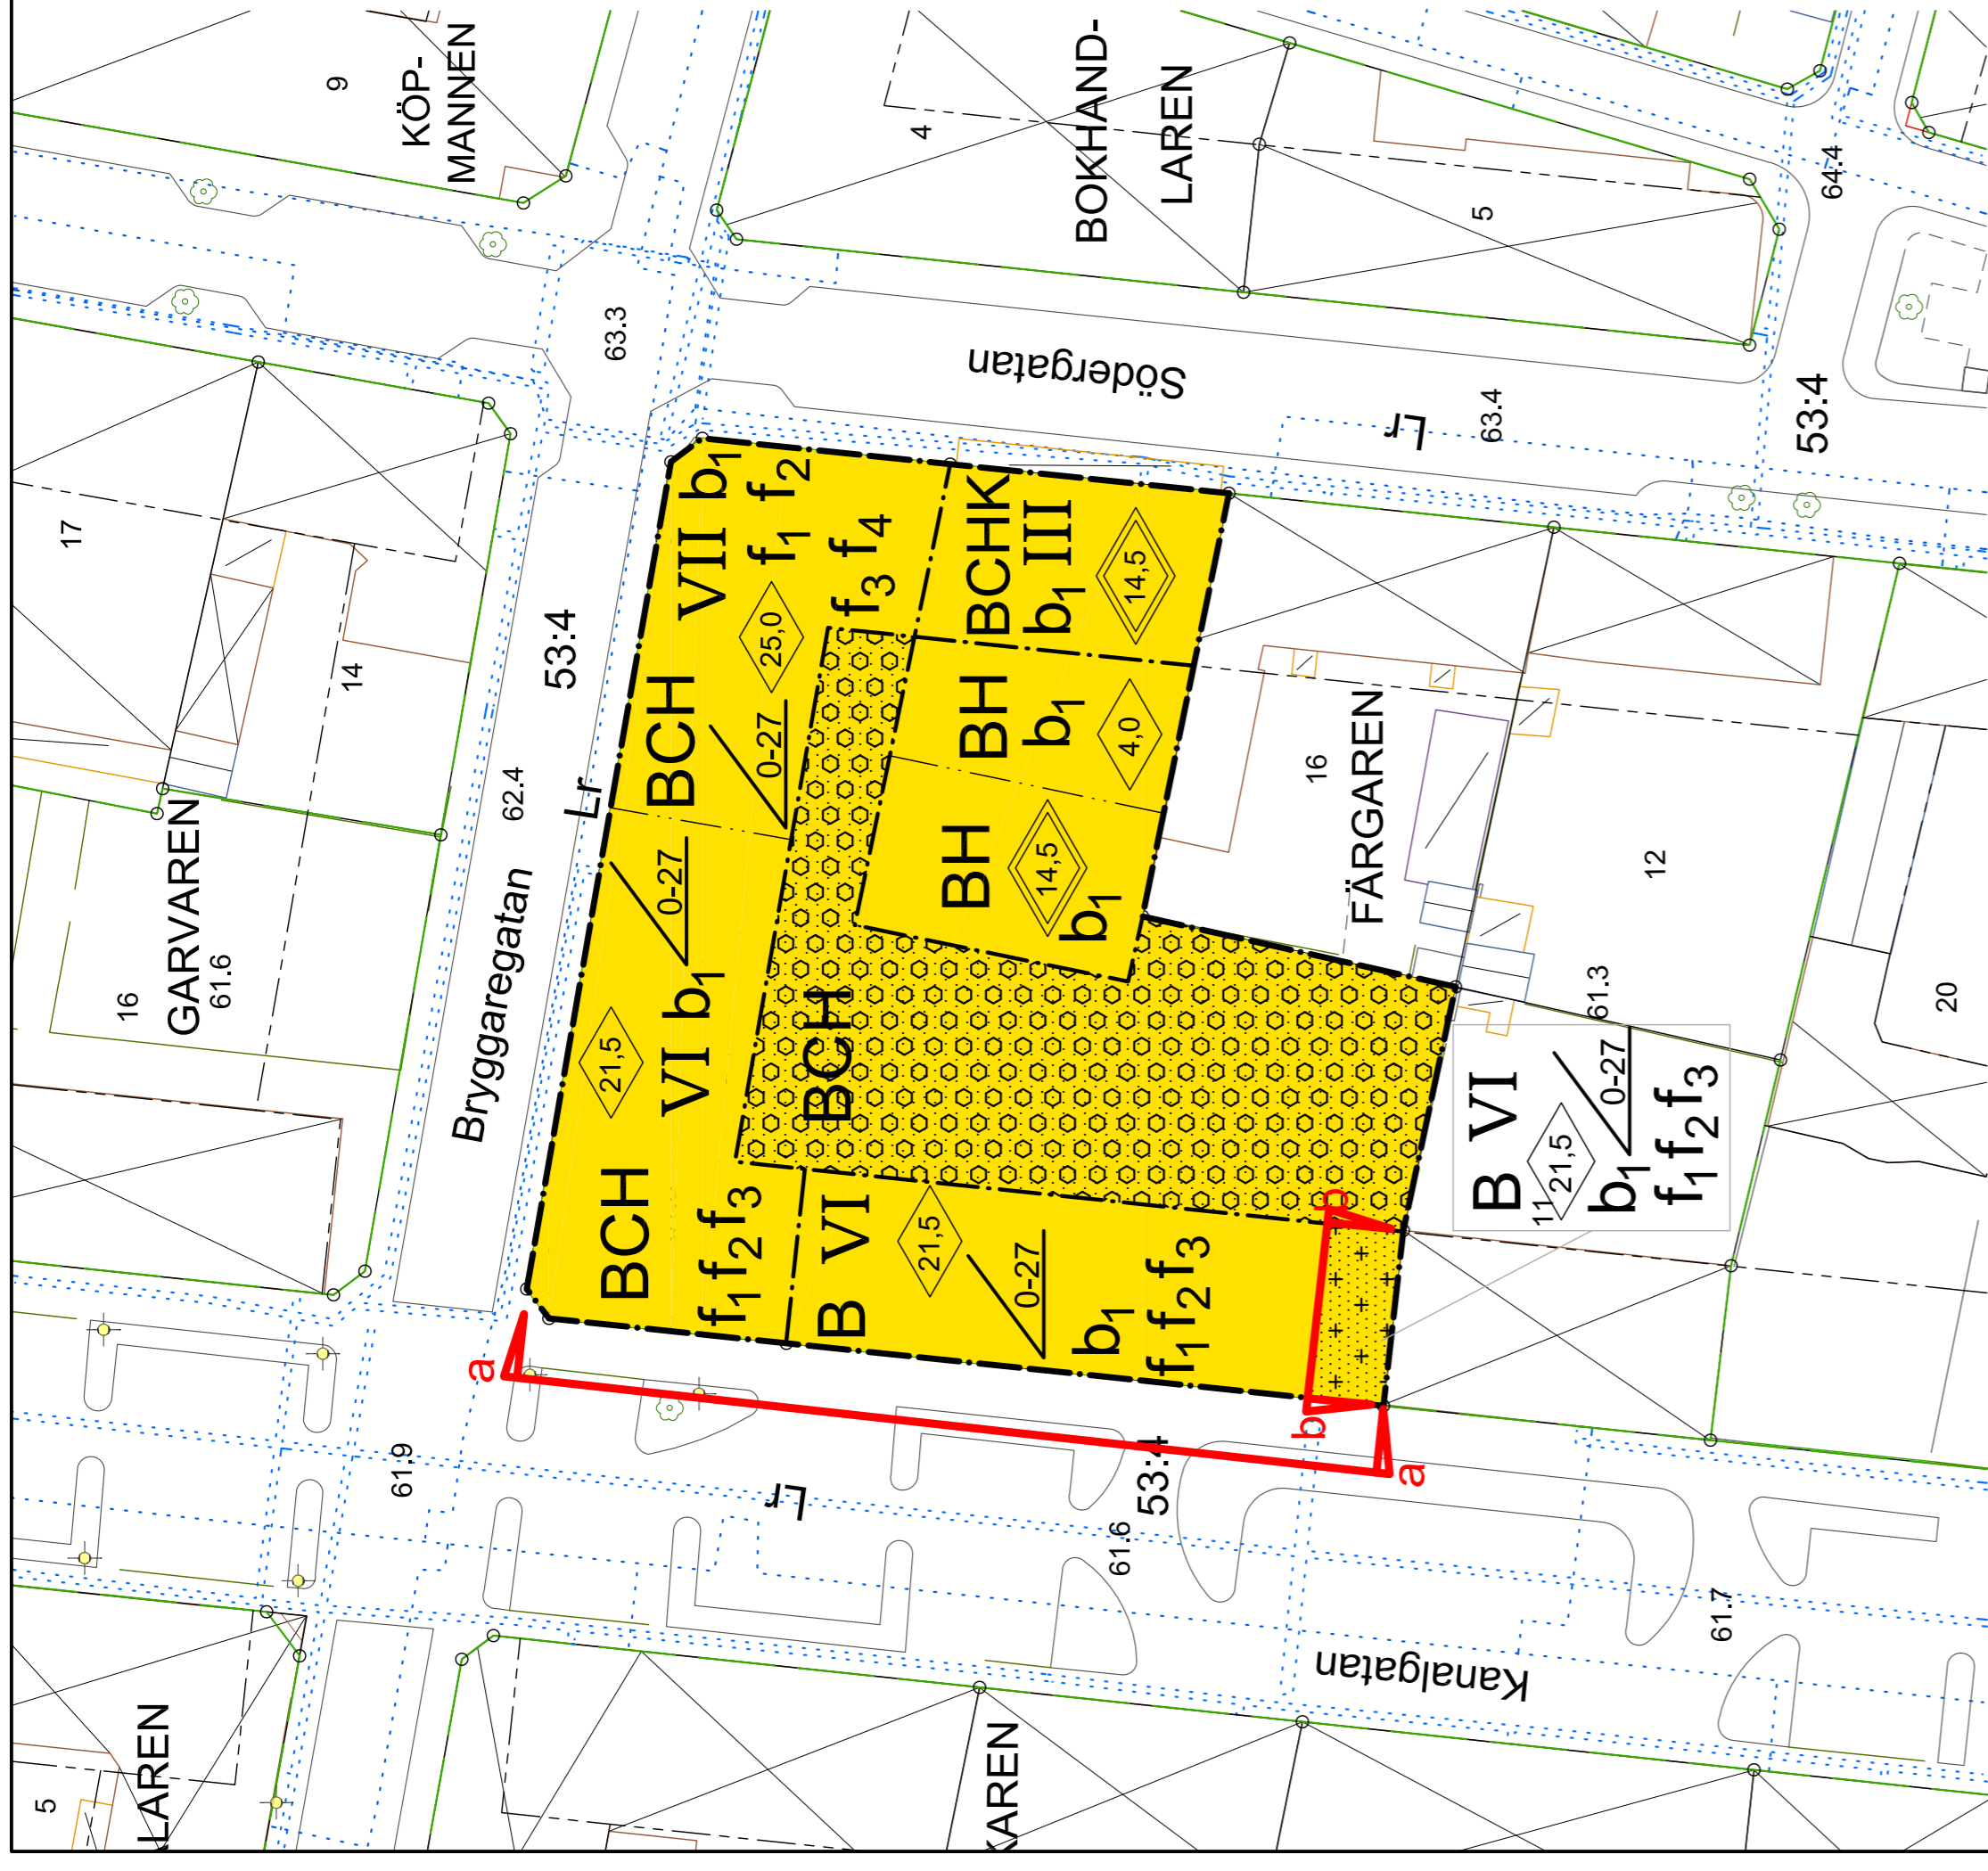 9
KÖP-
MANNEN
4
BOKHAND-
LAREN
5
64.4
63.3
Södergatan
Lr
63.4
53:4
17
14
53:4
62.4
Lr
GARVAREN
16
61.6
Bryggaregatan
VII b1
f1 f2
f3 f4
25,0
BCH
0-27
BCHK
b1 III
14,5
BH
b1
4,0
BH
14,5
b1
0-27
21,5
VI b1
BCH
BCH
f1 f2 f3
B VI
21,5
0-27
b1
f1 f2 f3
16
FÄRGAREN
12
61.3
20
B VI
11
21,5
0-27
b1
f1 f2 f3
a
a
b
b
61.9
Lr
53:4
61.6
61.7
Kanalgatan
5
LAREN
KAREN